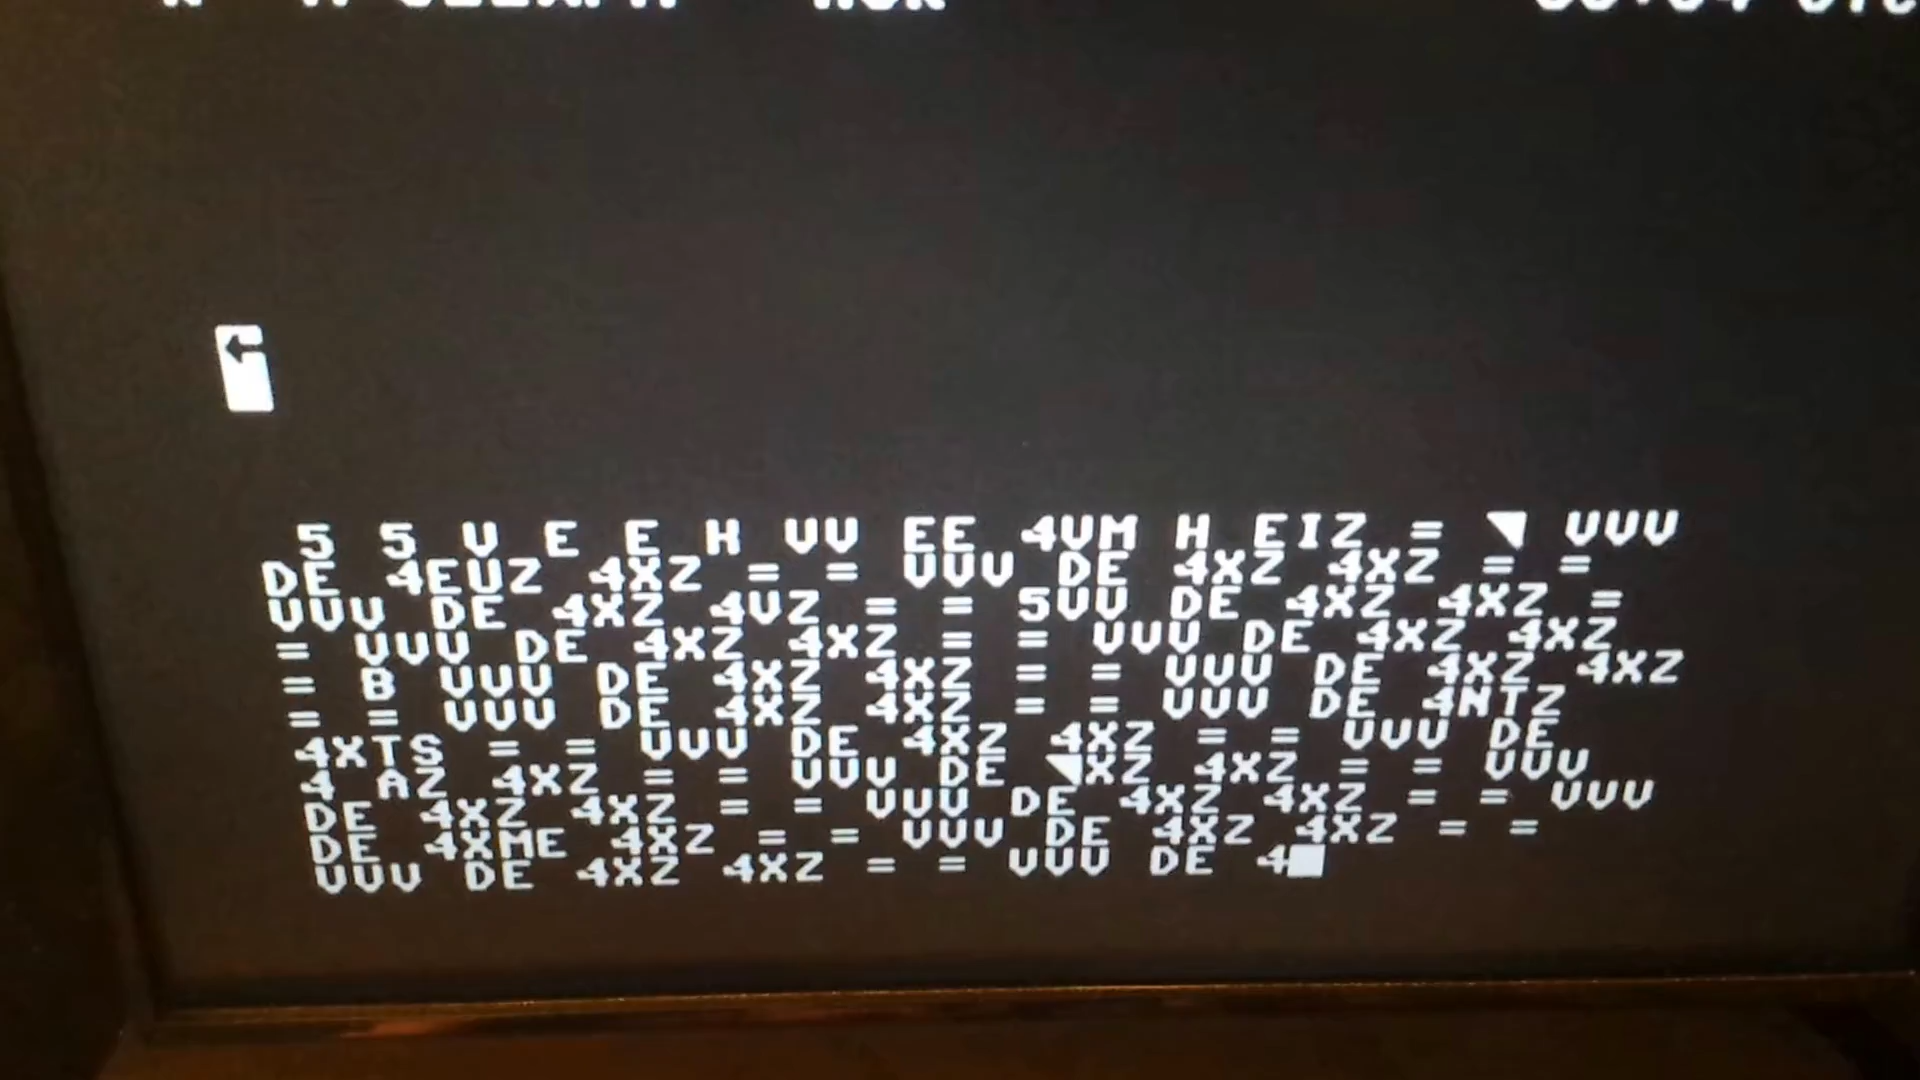 5 5 V E E H VV EE 4VM H EIZ = ◥ VVV
DE 4EUZ 4XZ = = VVV DE 4XZ 4XZ = =
VVV DE 4XZ 4VZ = = 5VV DE 4XZ 4XZ =
= VVV DE 4XZ 4XZ = = VVV DE 4XZ 4XZ
= B VVV DE 4XZ 4XZ = = VVV DE 4XZ 4XZ
= = VVV DE 4XZ 4XZ = = VVV DE 4NTZ
4XTS = = VVV DE 4XZ 4XZ = = VVV DE
4 AZ 4XZ = = VVV DE ◥XZ 4XZ = = VVV
DE 4XZ 4XZ = = VVV DE 4XZ 4XZ = = VVV
DE 4XME 4XZ = = VVV DE 4XZ 4XZ = =
VVV DE 4XZ 4XZ = = VVV DE 4